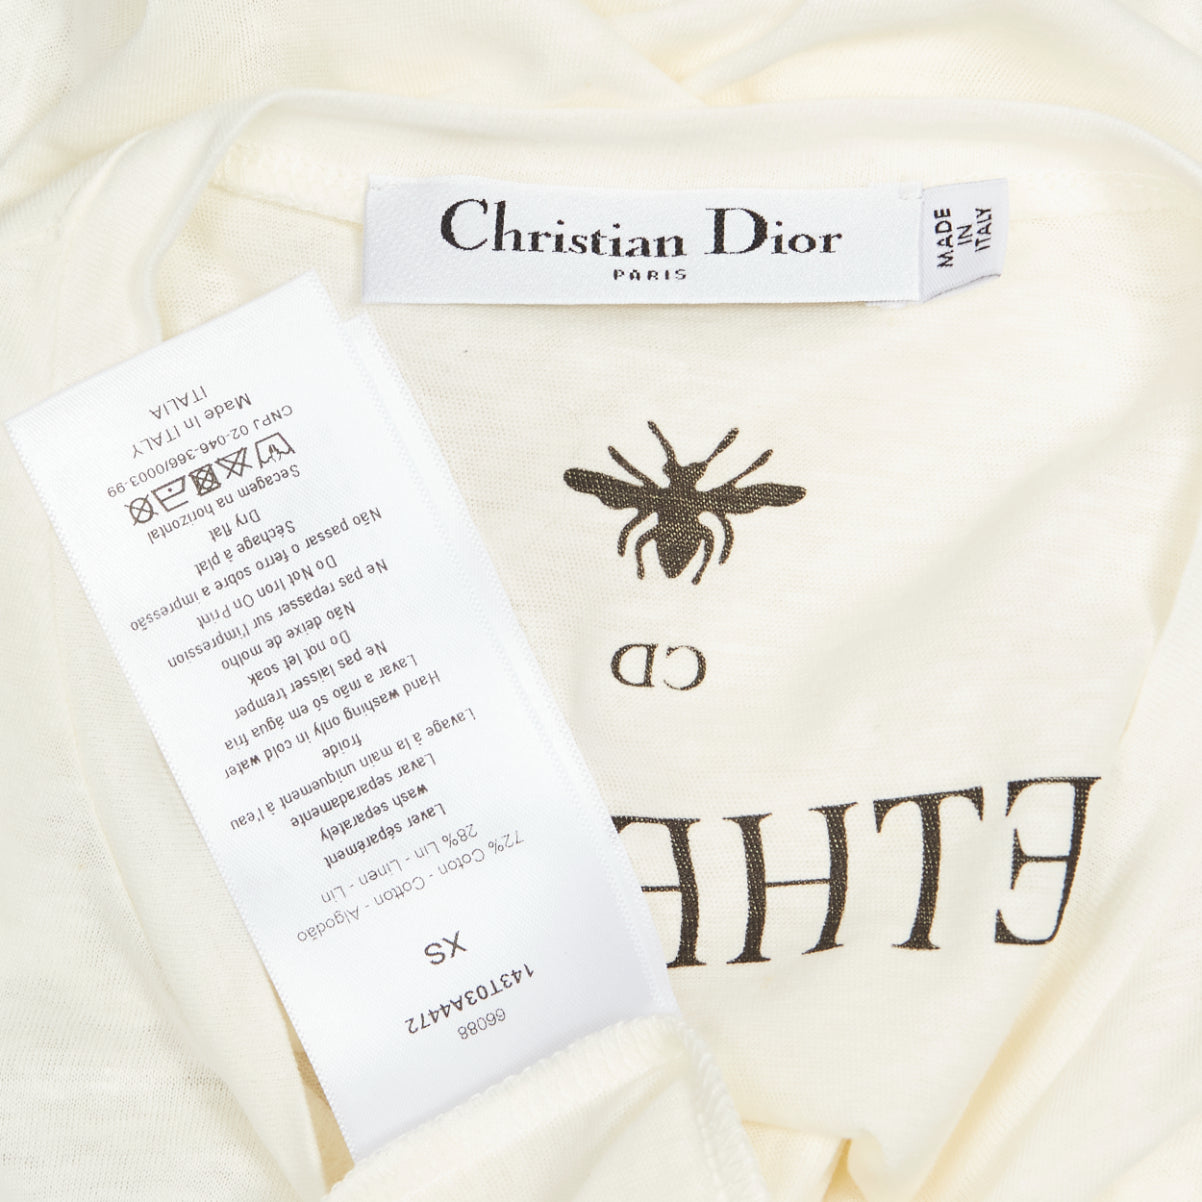 Christian Dior
PARIS
MADE
IN
ITALY
CD
ETHE
66088
143T03A4472
XS
72% Coton - Cotton - Algodão
28% Lin - Linen - Lin
Laver séparément
wash separately
Lavar separadamente
Lavage à la main uniquement à l'eau
froide
Hand washing only in cold water
Lavar a mão só em água fria
Ne pas laisser tremper
Do not let soak
Não deixe de molho
Ne pas repasser sur l'impression
Do Not Iron On Print
Não passar o ferro sobre a impressão
Séchage à plat
Dry flat
Secagem na horizontal
CNPJ 02-046-366/0003-99
Made In ITALY
ITALIA